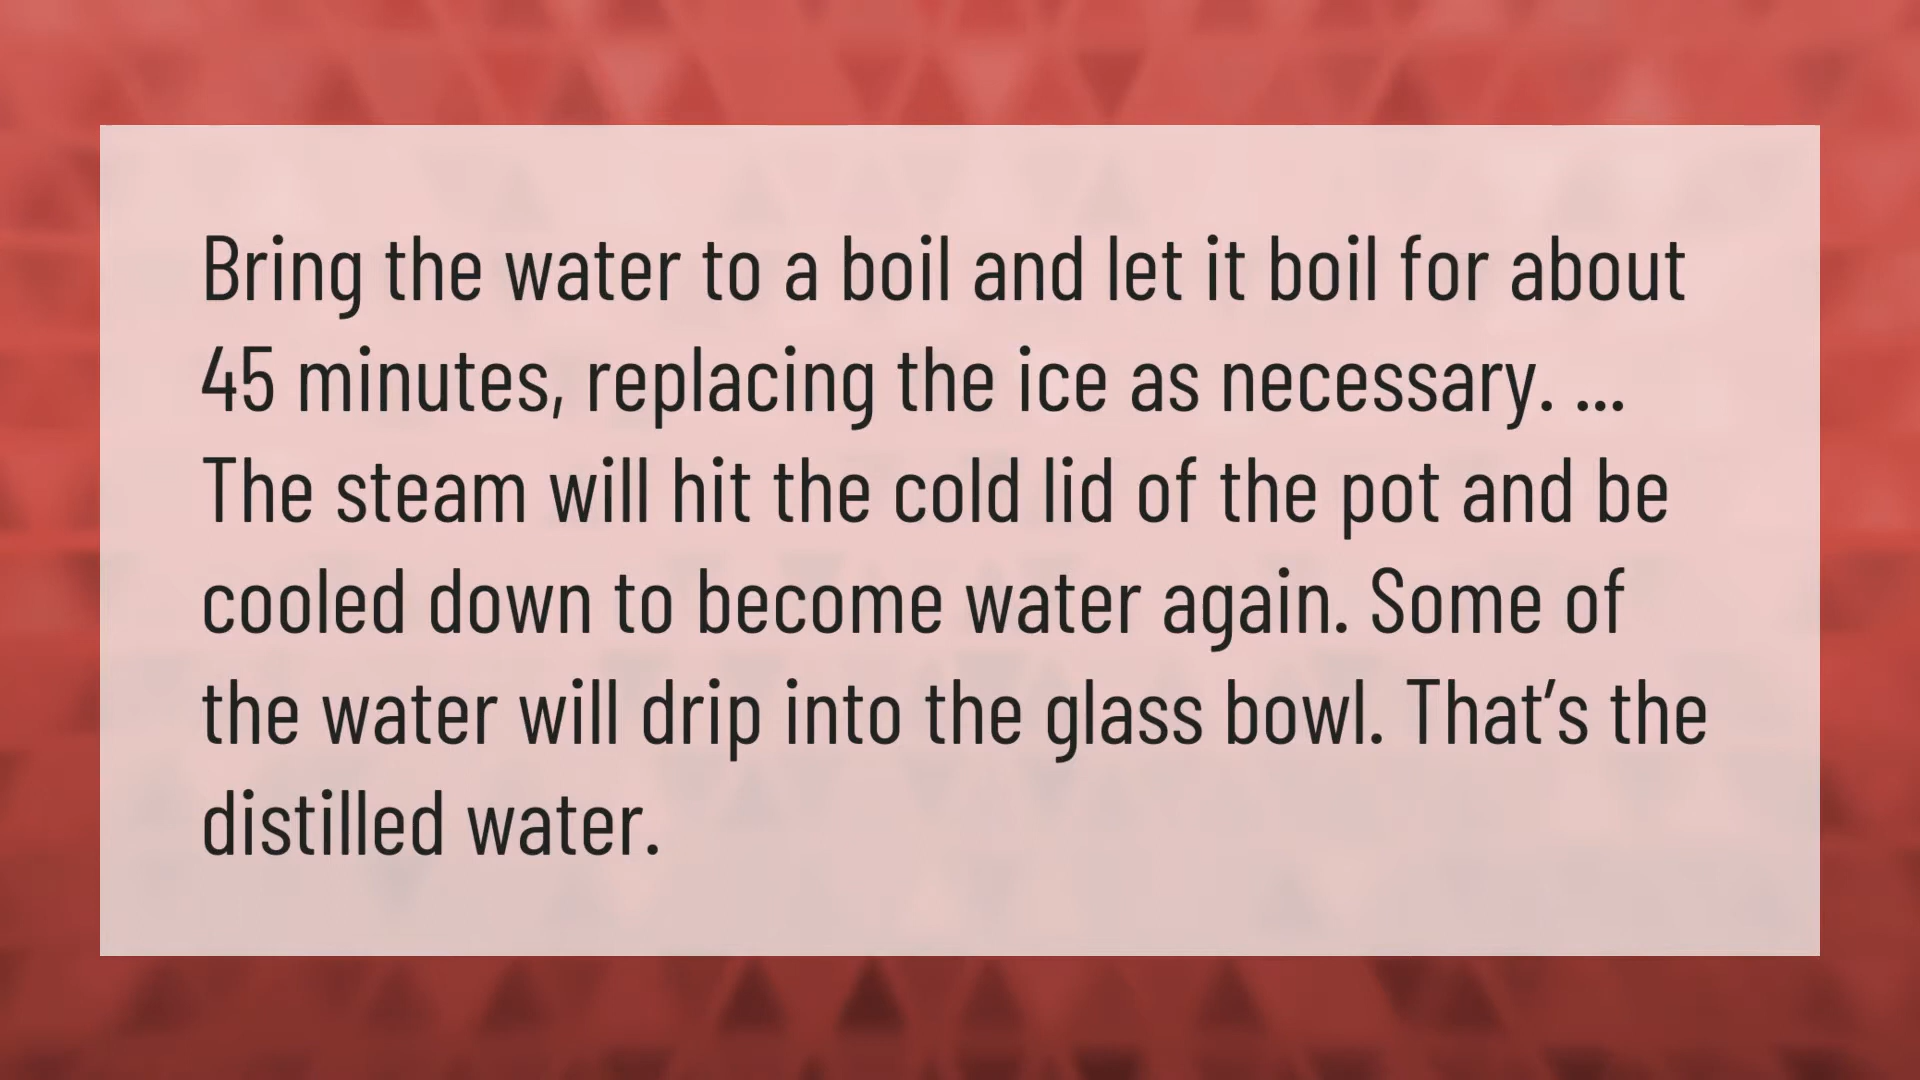 Bring the water to a boil and let it boil for about
45 minutes, replacing the ice as necessary. ...
The steam will hit the cold lid of the pot and be
cooled down to become water again. Some of
the water will drip into the glass bowl. That’s the
distilled water.